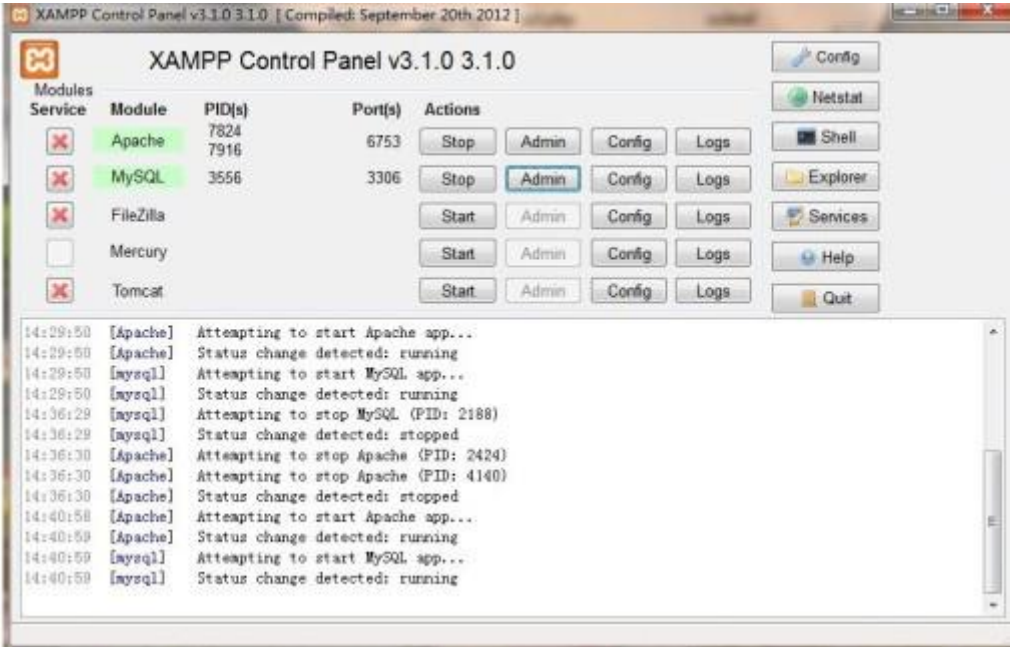 XAMPP Control Panel v3.1.0 3.1.0 [ Compiled: September 20th 2012 ]
XAMPP Control Panel v3.1.0 3.1.0
Config
Modules
Netstat
Service Module PID(s) Port(s) Actions
Apache 7824 7916 6753 Stop Admin Config Logs
Shell
MySQL 3556 3306 Stop Admin Config Logs
Explorer
FileZilla Start Admin Config Logs
Services
Mercury Start Admin Config Logs
Help
Tomcat Start Admin Config Logs
Quit
14:29:50 [Apache] Attempting to start Apache app...
14:29:50 [Apache] Status change detected: running
14:29:50 [mysql] Attempting to start MySQL app...
14:29:50 [mysql] Status change detected: running
14:36:29 [mysql] Attempting to stop MySQL (PID: 2188)
14:36:29 [mysql] Status change detected: stopped
14:36:30 [Apache] Attempting to stop Apache (PID: 2424)
14:36:30 [Apache] Attempting to stop Apache (PID: 4140)
14:36:30 [Apache] Status change detected: stopped
14:40:58 [Apache] Attempting to start Apache app...
14:40:59 [Apache] Status change detected: running
14:40:59 [mysql] Attempting to start MySQL app...
14:40:59 [mysql] Status change detected: running